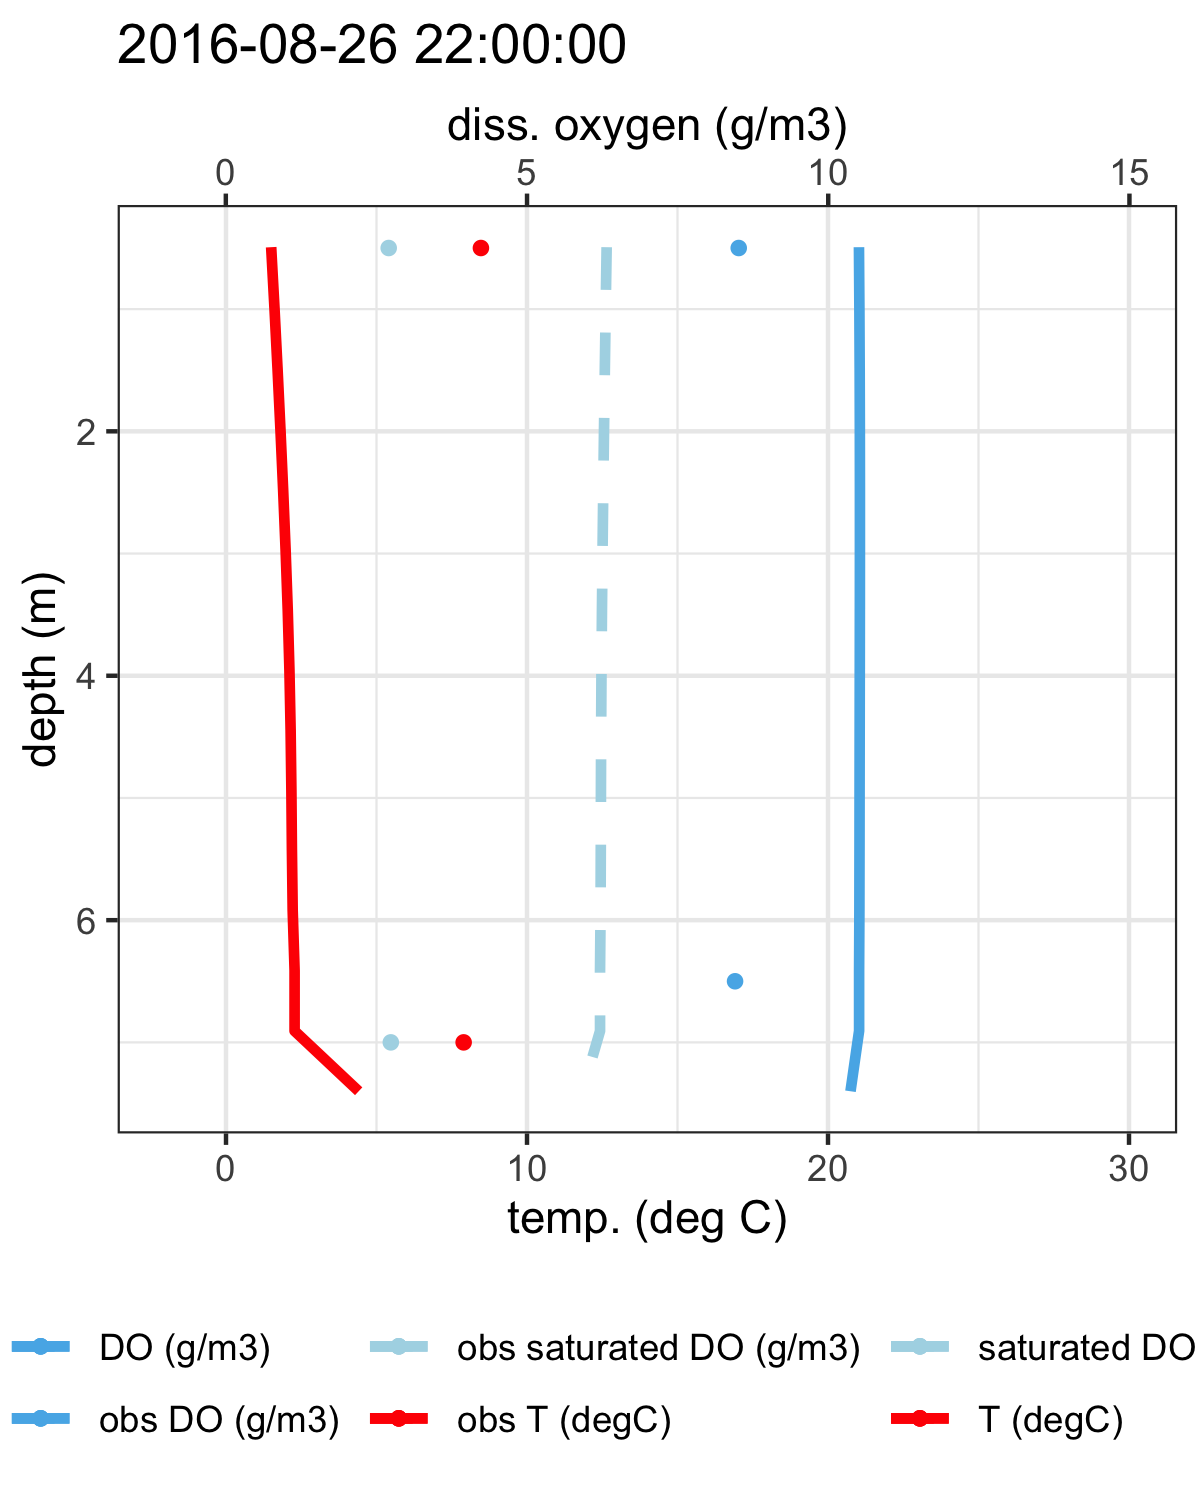 2016-08-26 22:00:00
diss. oxygen (g/m3)
0 5 10 15
depth (m)
2
4
6
0 10 20 30
temp. (deg C)
DO (g/m3) obs saturated DO (g/m3) saturated DO
obs DO (g/m3) obs T (degC) T (degC)